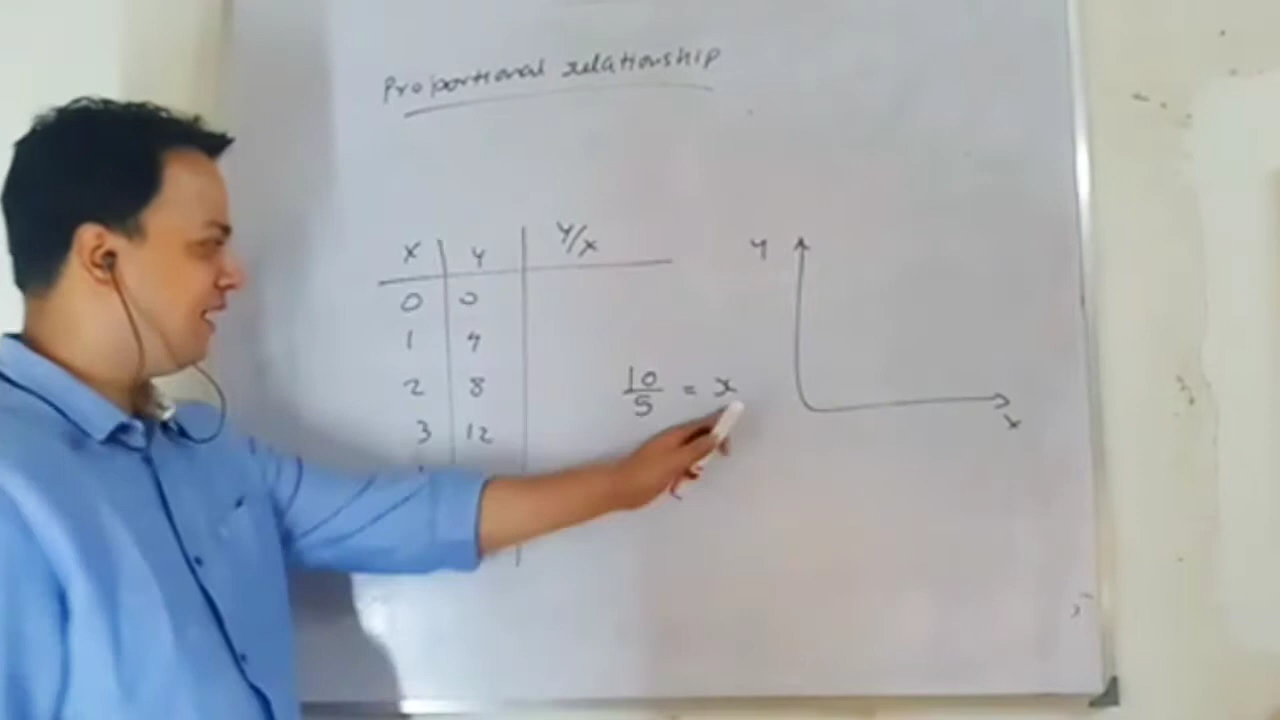 Proportional relationship
X Y Y/X
0 0
1 4
2 8
3 12
10/5 = x
Y
X